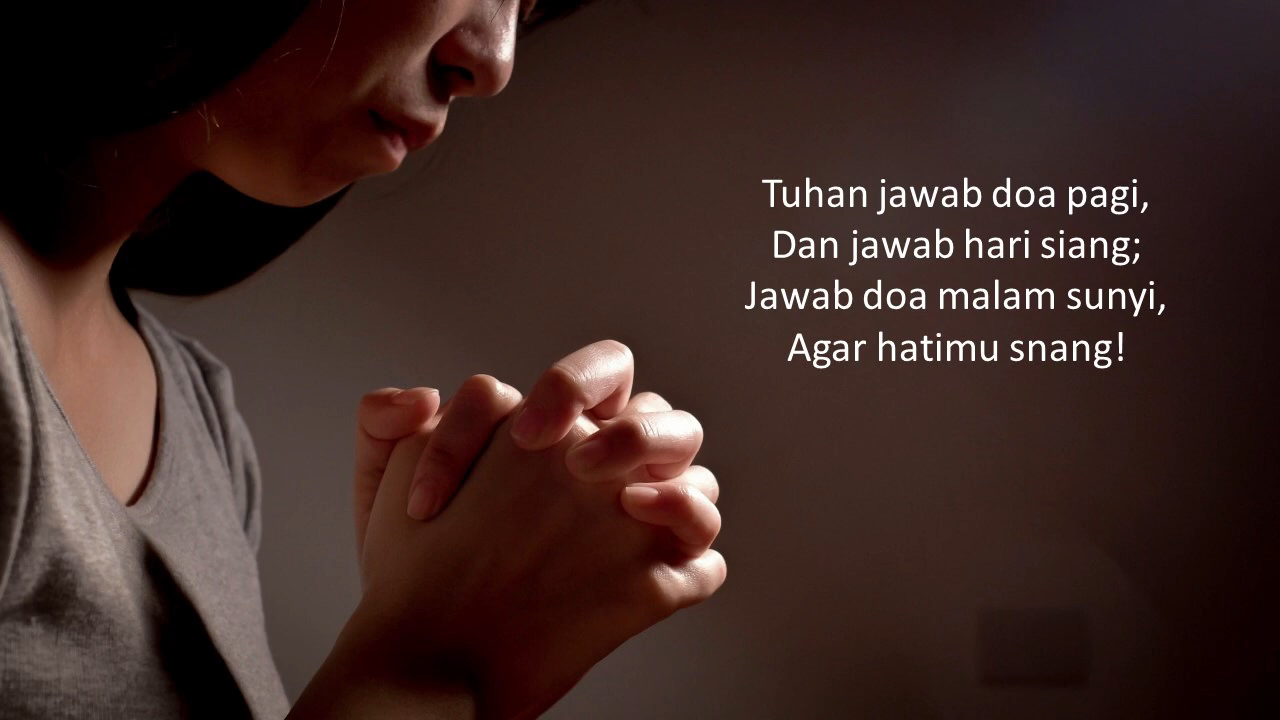 Tuhan jawab doa pagi,
Dan jawab hari siang;
Jawab doa malam sunyi,
Agar hatimu snang!